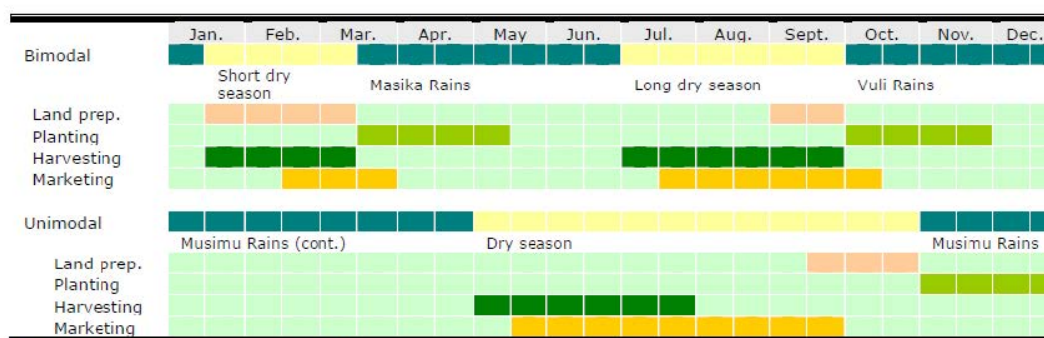 Jan. Feb. Mar. Apr. May Jun. Jul. Aug. Sept. Oct. Nov. Dec.
Bimodal
Short dry season Masika Rains Long dry season Vuli Rains
Land prep.
Planting
Harvesting
Marketing
Unimodal
Musimu Rains (cont.) Dry season Musimu Rains
Land prep.
Planting
Harvesting
Marketing